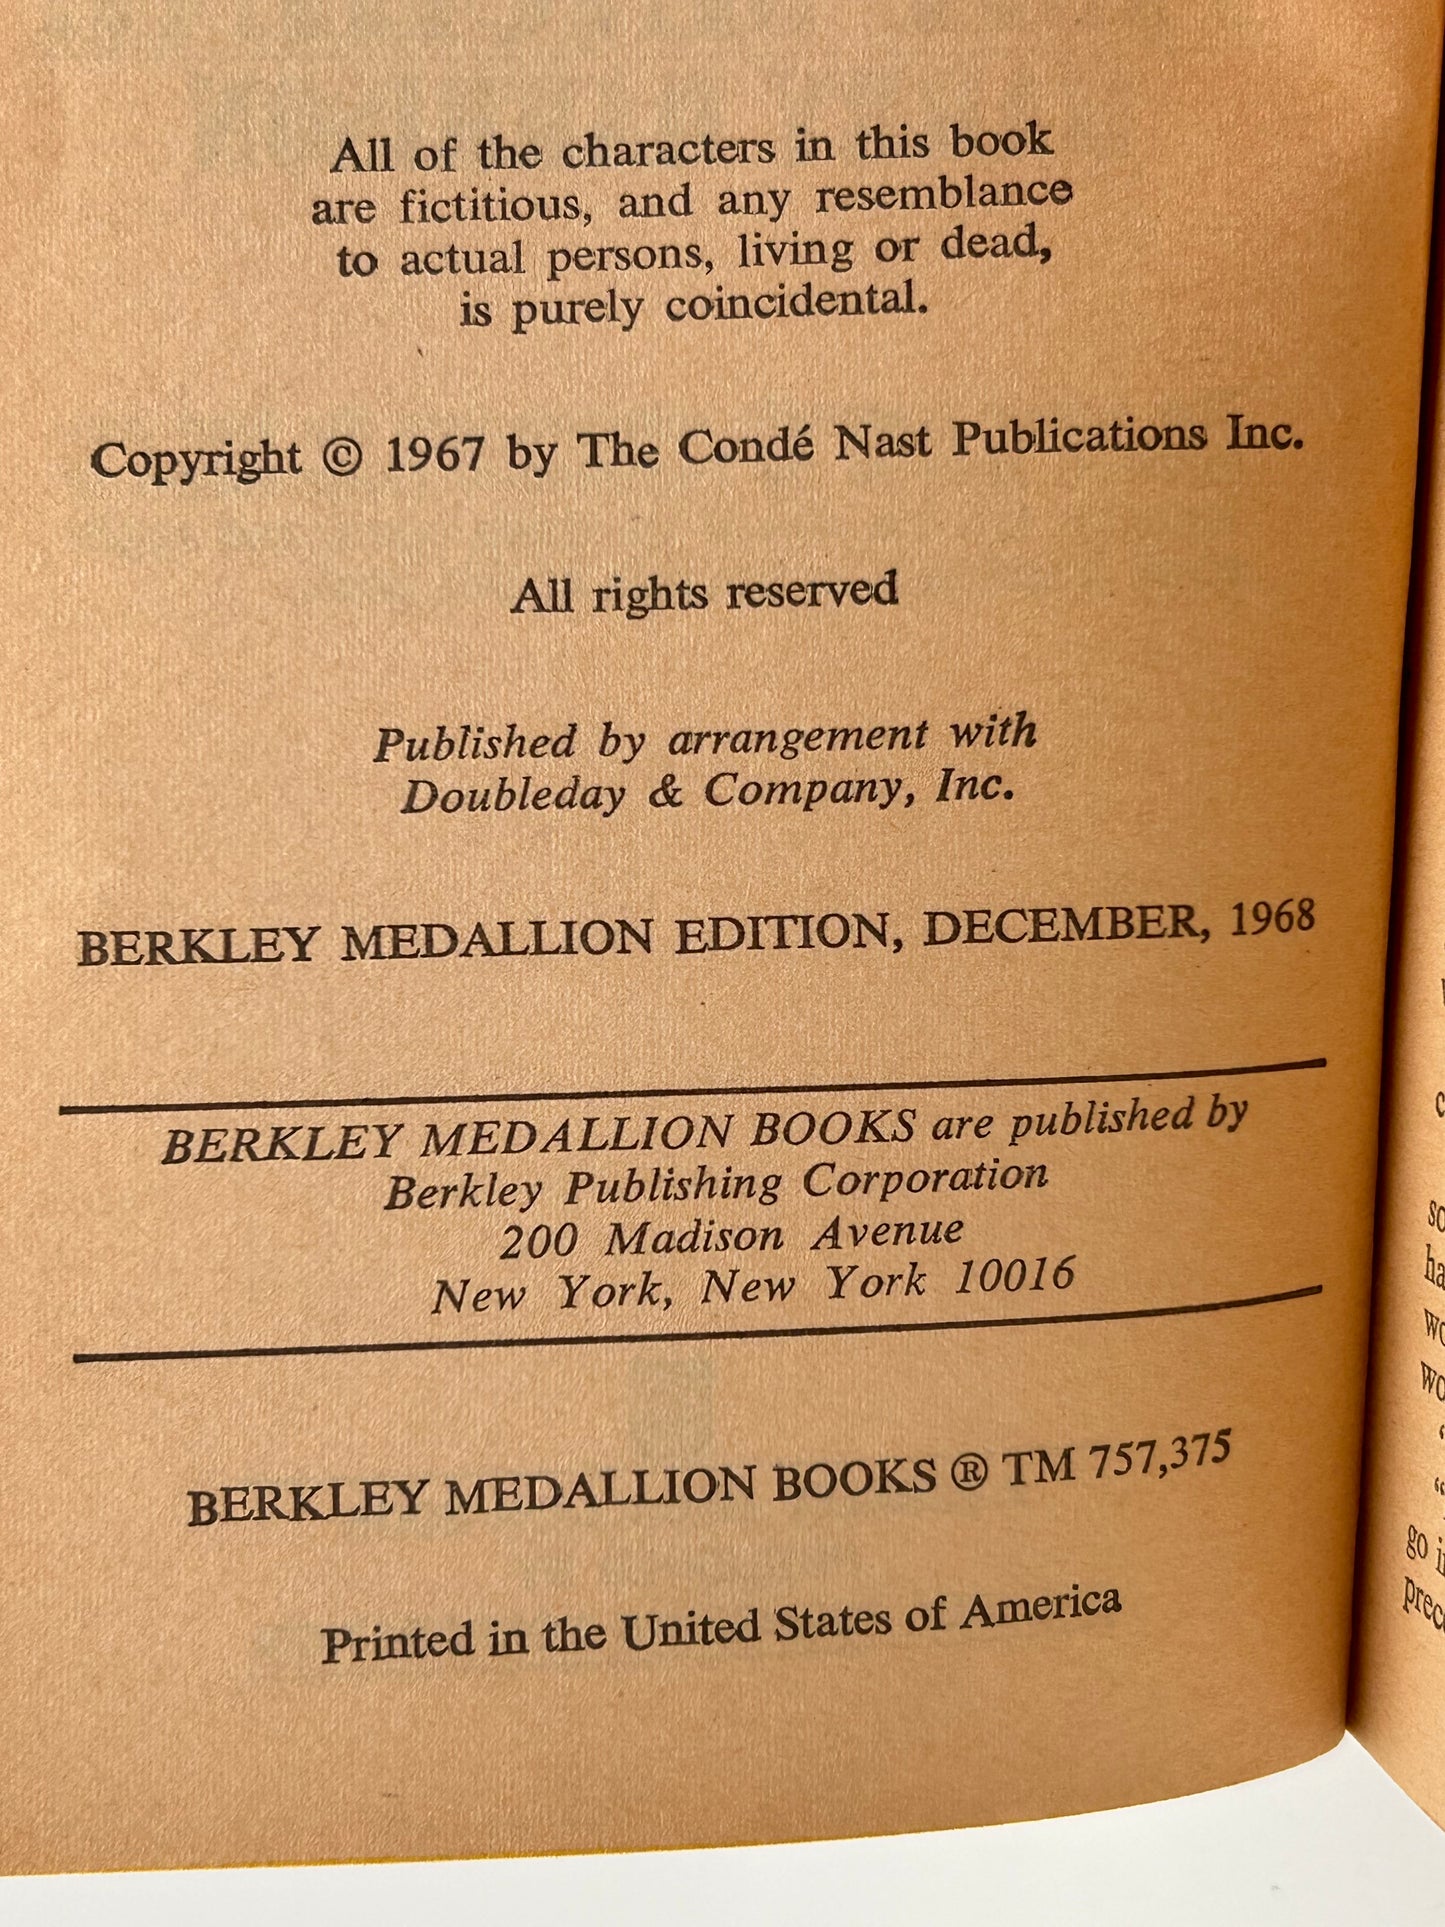 All of the characters in this book
are fictitious, and any resemblance
to actual persons, living or dead,
is purely coincidental.
Copyright © 1967 by The Condé Nast Publications Inc.
All rights reserved
Published by arrangement with
Doubleday & Company, Inc.
BERKLEY MEDALLION EDITION, DECEMBER, 1968
BERKLEY MEDALLION BOOKS are published by
Berkley Publishing Corporation
200 Madison Avenue
New York, New York 10016
BERKLEY MEDALLION BOOKS ® TM 757,375
Printed in the United States of America
go